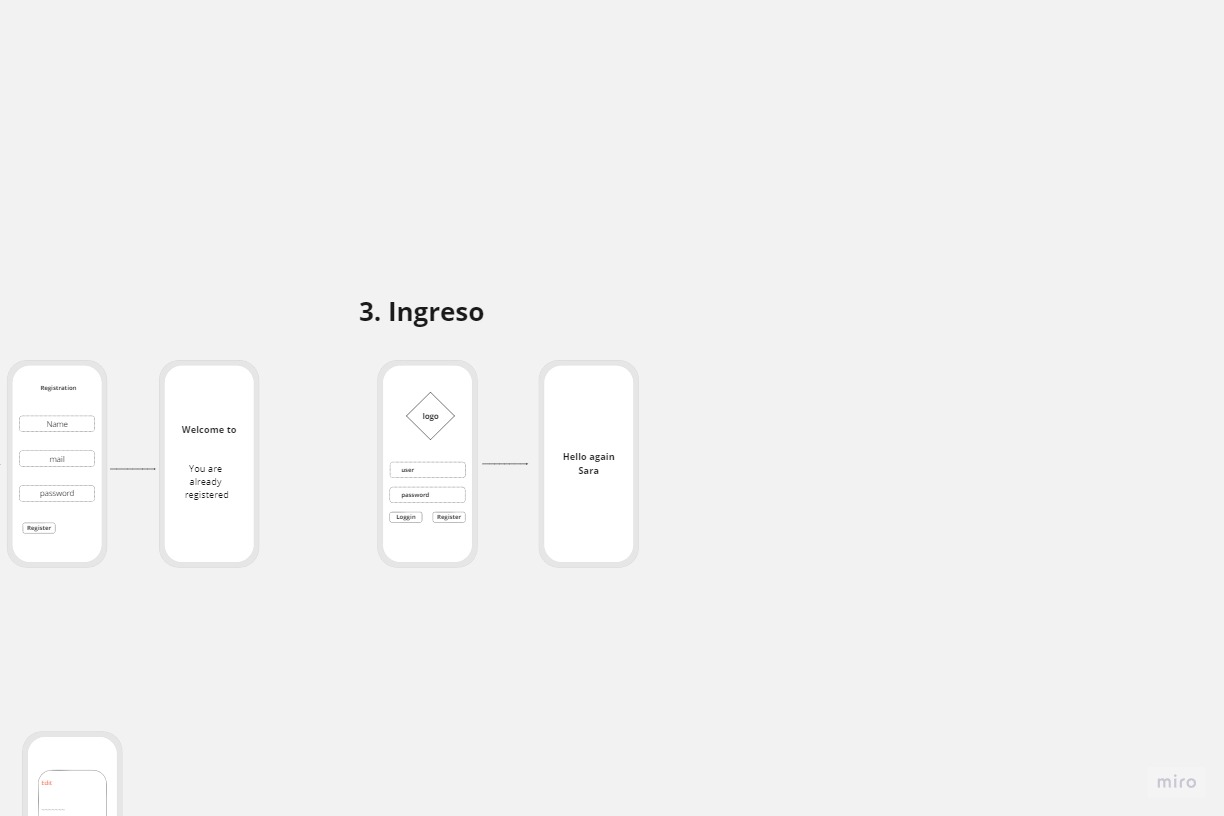 3. Ingreso
Registration
Name
mail
password
Register
Welcome to
You are
already
registered
logo
user
password
Loggin
Register
Hello again
Sara
Edit
miro